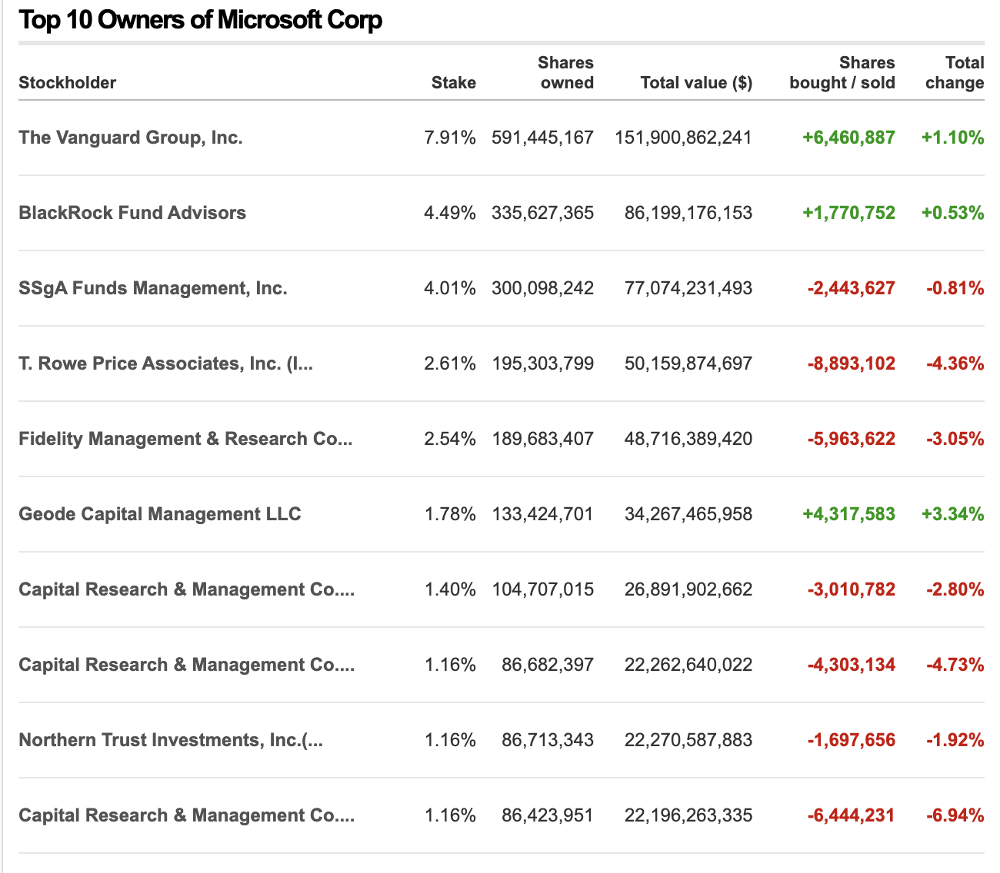 Top 10 Owners of Microsoft Corp
Stockholder Stake Shares owned Total value ($) Shares bought / sold Total change
The Vanguard Group, Inc. 7.91% 591,445,167 151,900,862,241 +6,460,887 +1.10%
BlackRock Fund Advisors 4.49% 335,627,365 86,199,176,153 +1,770,752 +0.53%
SSgA Funds Management, Inc. 4.01% 300,098,242 77,074,231,493 -2,443,627 -0.81%
T. Rowe Price Associates, Inc. (I... 2.61% 195,303,799 50,159,874,697 -8,893,102 -4.36%
Fidelity Management & Research Co... 2.54% 189,683,407 48,716,389,420 -5,963,622 -3.05%
Geode Capital Management LLC 1.78% 133,424,701 34,267,465,958 +4,317,583 +3.34%
Capital Research & Management Co.... 1.40% 104,707,015 26,891,902,662 -3,010,782 -2.80%
Capital Research & Management Co.... 1.16% 86,682,397 22,262,640,022 -4,303,134 -4.73%
Northern Trust Investments, Inc.(... 1.16% 86,713,343 22,270,587,883 -1,697,656 -1.92%
Capital Research & Management Co.... 1.16% 86,423,951 22,196,263,335 -6,444,231 -6.94%